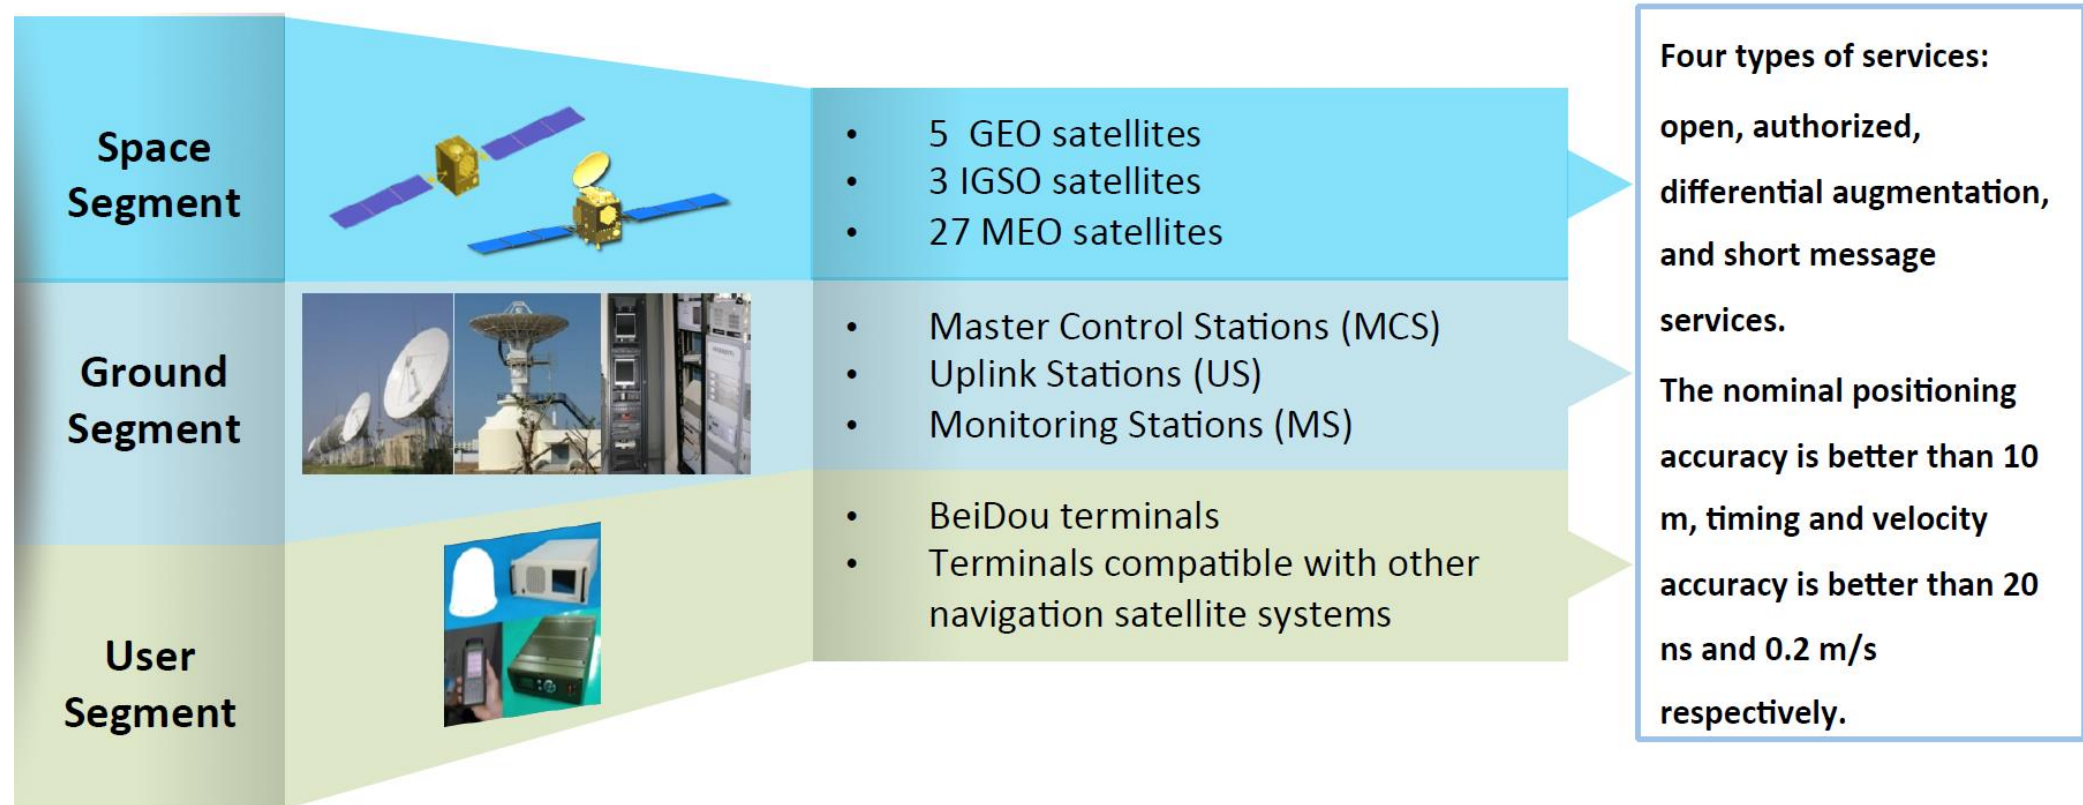 Space
Segment
5 GEO satellites
3 IGSO satellites
27 MEO satellites
Ground
Segment
Master Control Stations (MCS)
Uplink Stations (US)
Monitoring Stations (MS)
User
Segment
BeiDou terminals
Terminals compatible with other
navigation satellite systems
Four types of services:
open, authorized,
differential augmentation,
and short message
services.
The nominal positioning
accuracy is better than 10
m, timing and velocity
accuracy is better than 20
ns and 0.2 m/s
respectively.